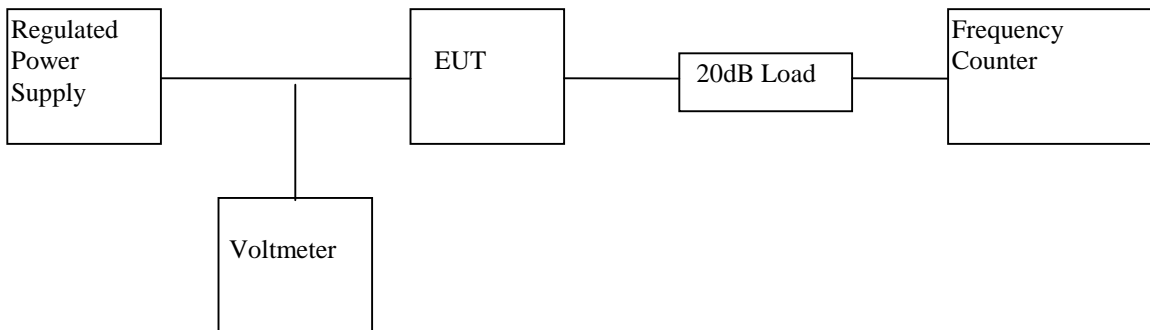 Regulated
Power
Supply
EUT
20dB Load
Frequency
Counter
Voltmeter